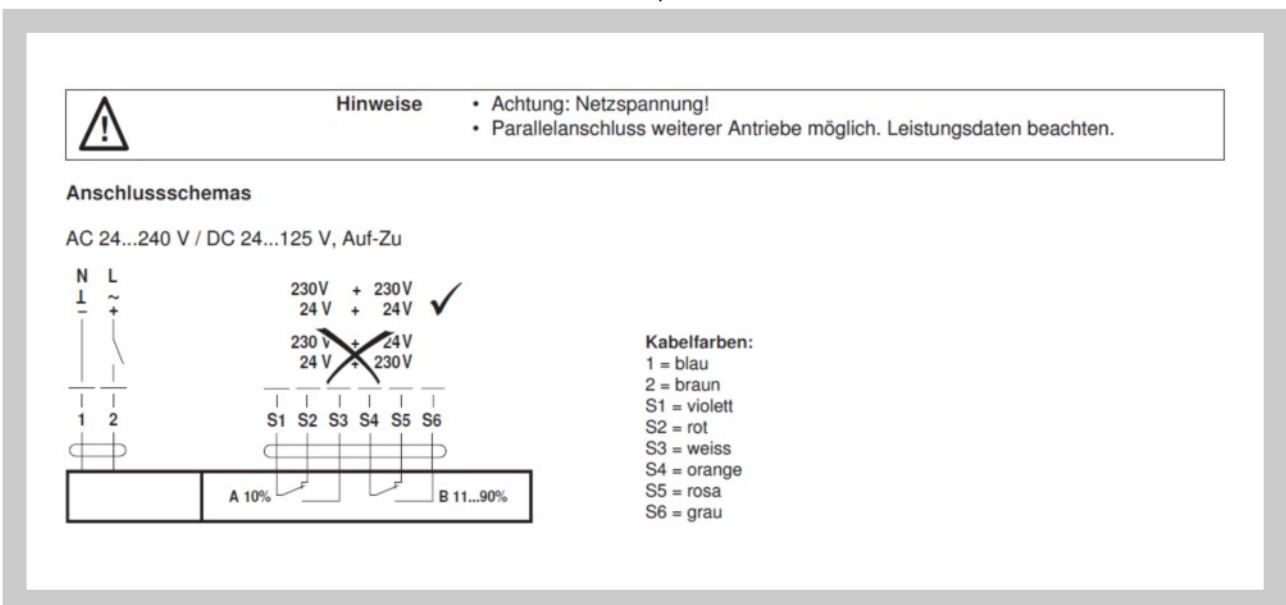 Hinweise
• Achtung: Netzspannung!
• Parallelanschluss weiterer Antriebe möglich. Leistungsdaten beachten.
Anschlussschemas
AC 24...240 V / DC 24...125 V, Auf-Zu
N L
⊥ ~
– +
230V + 230V
24 V + 24V
230 V + 24V
24 V + 230V
1 2
S1 S2 S3 S4 S5 S6
A 10%
B 11...90%
Kabelfarben:
1 = blau
2 = braun
S1 = violett
S2 = rot
S3 = weiss
S4 = orange
S5 = rosa
S6 = grau